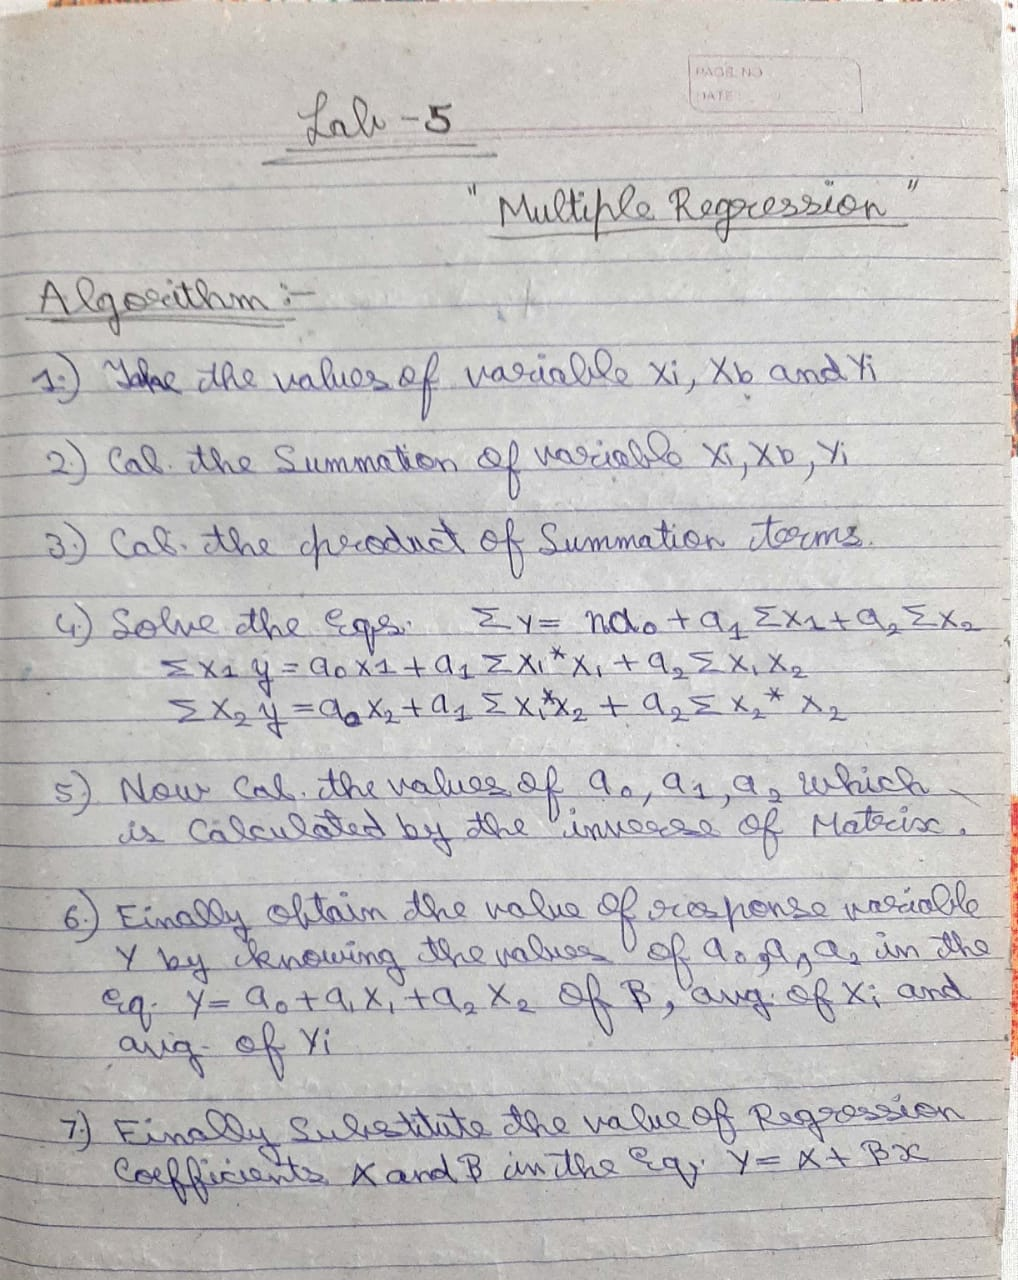 PAGE NO
DATE
Lab - 5
"Multiple Regression"
Algorithm :-
1.) Take the values of variable Xi, Xb and Yi
2.) Cal. the Summation of variable Xi, Xb, Yi
3.) Cal. the product of Summation terms.
4.) Solve the Eqs. Σy = na₀ + a₁ Σx₁ + a₂ Σx₂
Σx₁ y = a₀ x₁ + a₁ Σx₁* x₁ + a₂ Σ x₁ x₂
Σx₂ y = a₀ x₂ + a₁ Σ x₁* x₂ + a₂ Σ x₂* x₂
5.) Now Cal. the values of a₀, a₁, a₂ which
is Calculated by the inverse of Matrix.
6.) Finally obtain the value of response variable
Y by knowing the values of a₀, a₁, a₂ in the
eq. Y = a₀ + a₁ x₁ + a₂ x₂ of B, avg. of Xi and
avg. of Yi
7.) Finally Substitute the value of Regression
Coefficients X and B in the Eq. Y = X + Bx